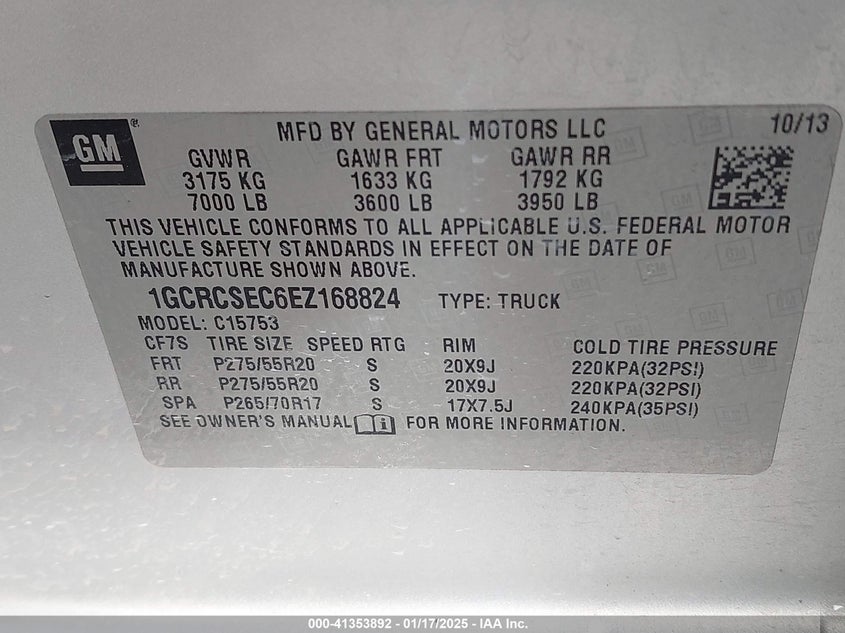 GM
MFD BY GENERAL MOTORS LLC 10/13
GVWR GAWR FRT GAWR RR
3175 KG 1633 KG 1792 KG
7000 LB 3600 LB 3950 LB
THIS VEHICLE CONFORMS TO ALL APPLICABLE U.S. FEDERAL MOTOR
VEHICLE SAFETY STANDARDS IN EFFECT ON THE DATE OF
MANUFACTURE SHOWN ABOVE.
1GCRCSEC6EZ168824 TYPE: TRUCK
MODEL: C15753
CF7S TIRE SIZE SPEED RTG RIM COLD TIRE PRESSURE
FRT P275/55R20 S 20X9J 220KPA(32PSI)
RR P275/55R20 S 20X9J 220KPA(32PSI)
SPA P265/70R17 S 17X7.5J 240KPA(35PSI)
SEE OWNER'S MANUAL FOR MORE INFORMATION.
000-41353892 - 01/17/2025 - IAA Inc.